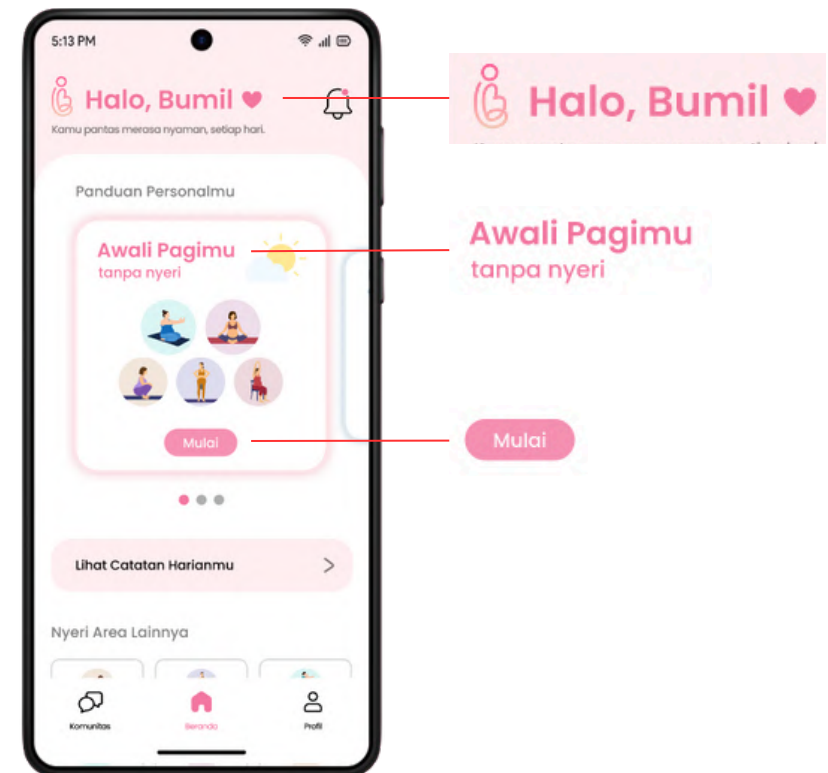 5:13 PM
Halo, Bumil
Kamu pantas merasa nyaman, setiap hari.
Panduan Personalmu
Awali Pagimu
tanpa nyeri
Mulai
Lihat Catatan Harianmu
Nyeri Area Lainnya
Komunitas
Beranda
Profil
Halo, Bumil
Awali Pagimu
tanpa nyeri
Mulai